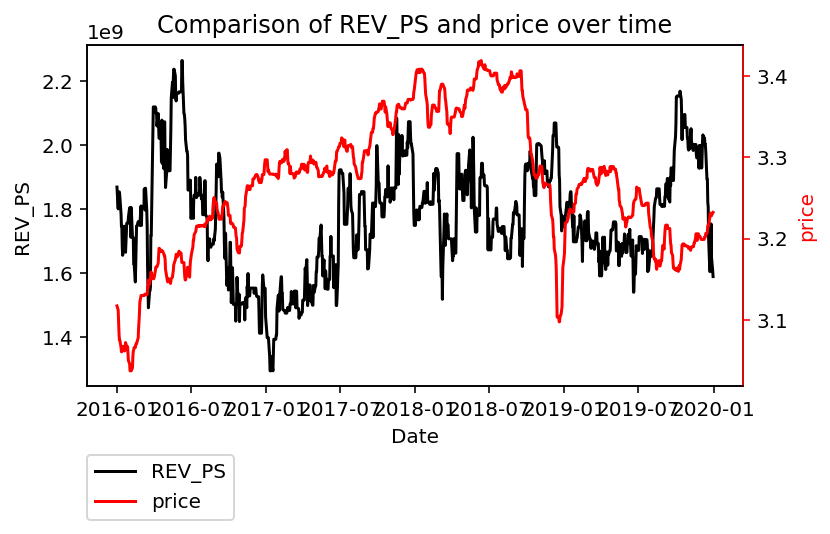 Comparison of REV_PS and price over time
1e9
2.2
2.0
1.8
1.6
1.4
REV_PS
3.4
3.3
3.2
3.1
price
2016-01
2016-07
2017-01
2017-07
2018-01
2018-07
2019-01
2019-07
2020-01
Date
REV_PS
price